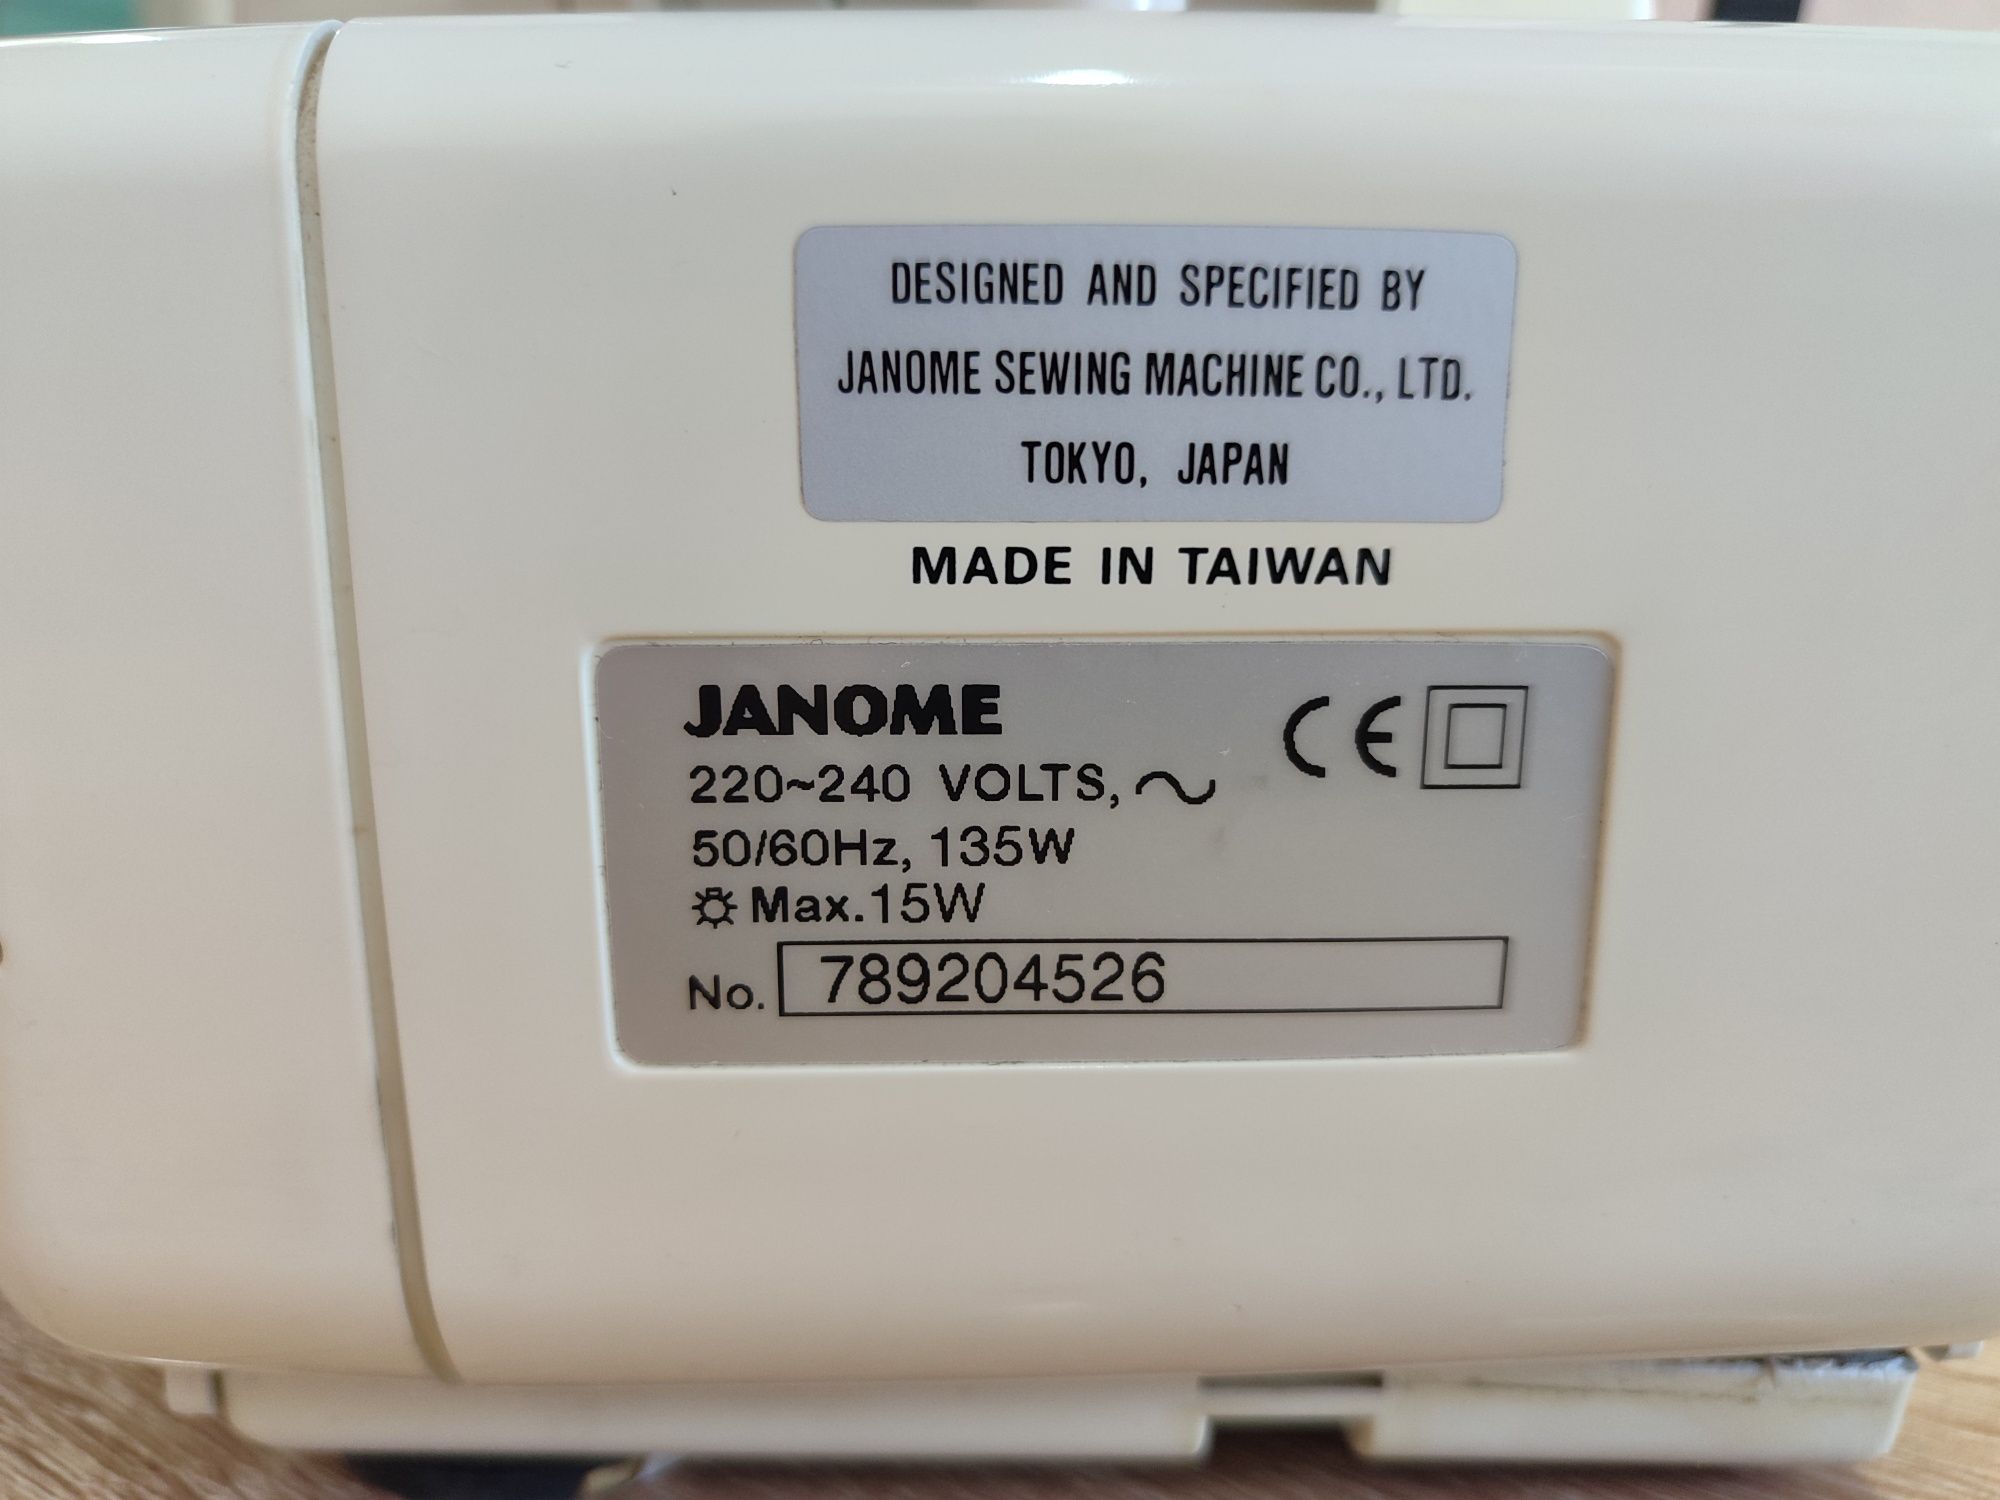 DESIGNED AND SPECIFIED BY
JANOME SEWING MACHINE CO., LTD.
TOKYO, JAPAN
MADE IN TAIWAN
JANOME
CE
220~240 VOLTS, ~
50/60Hz, 135W
Max.15W
No. 789204526